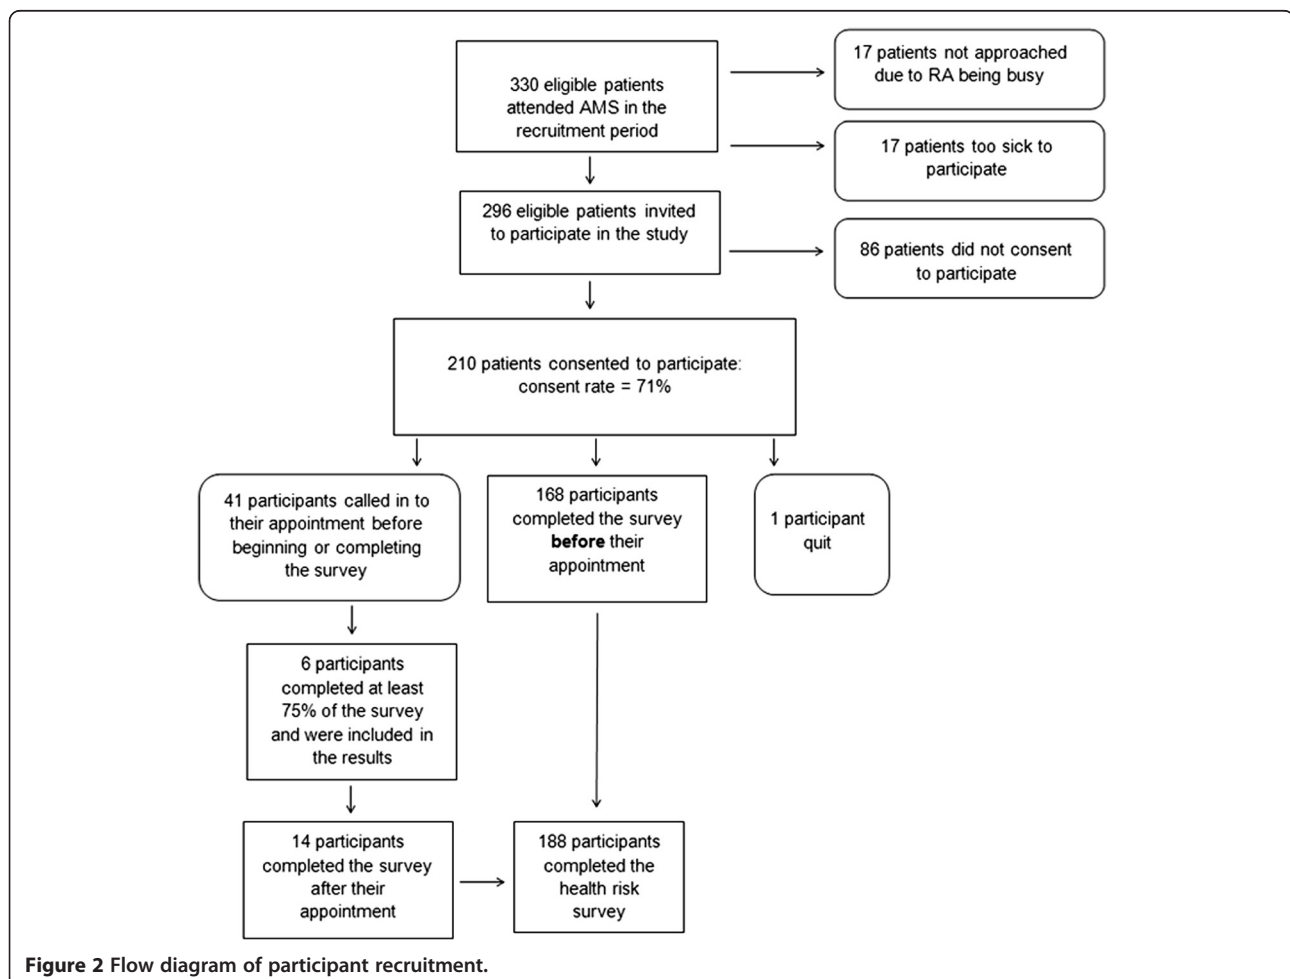 330 eligible patients
attended AMS in the
recruitment period
17 patients not approached
due to RA being busy
17 patients too sick to
participate
296 eligible patients invited
to participate in the study
86 patients did not consent
to participate
210 patients consented to participate:
consent rate = 71%
41 participants called in to
their appointment before
beginning or completing
the survey
168 participants
completed the survey
before their
appointment
1 participant
quit
6 participants
completed at least
75% of the survey
and were included in
the results
14 participants
completed the survey
after their
appointment
188 participants
completed the
health risk
survey
Figure 2 Flow diagram of participant recruitment.